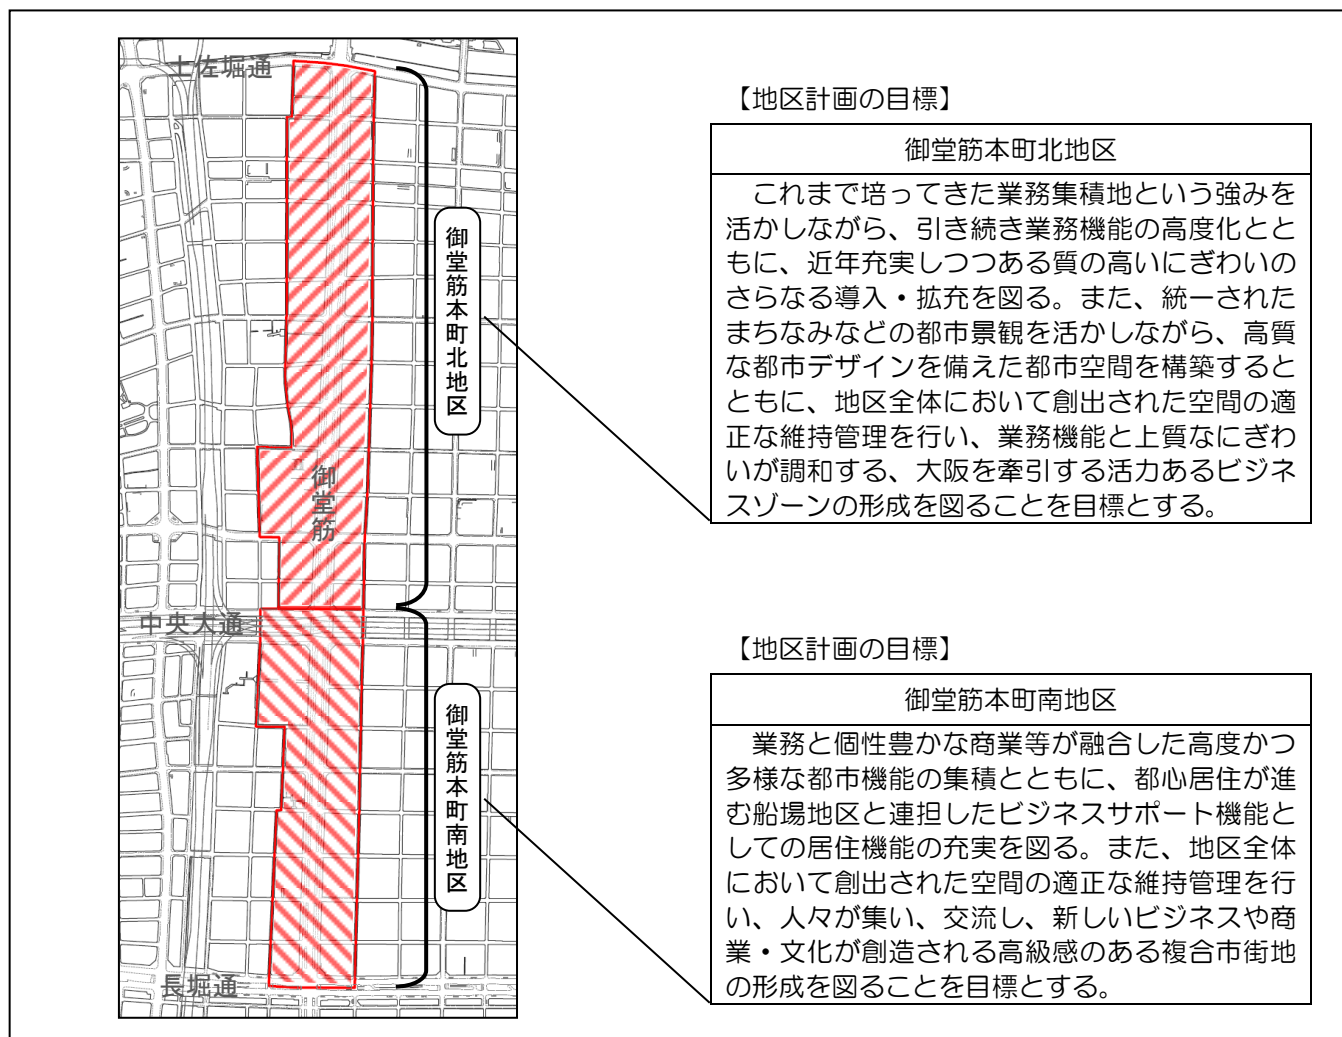 土佐堀通
御堂筋
中央大通
長堀通
御堂筋本町北地区
御堂筋本町南地区
【地区計画の目標】
御堂筋本町北地区
これまで培ってきた業務集積地という強みを
活かしながら、引き続き業務機能の高度化とと
もに、近年充実しつつある質の高いにぎわいの
さらなる導入・拡充を図る。また、統一された
まちなみなどの都市景観を活かしながら、高質
な都市デザインを備えた都市空間を構築すると
ともに、地区全体において創出された空間の適
正な維持管理を行い、業務機能と上質なにぎわ
いが調和する、大阪を牽引する活力あるビジネ
スゾーンの形成を図ることを目標とする。
【地区計画の目標】
御堂筋本町南地区
業務と個性豊かな商業等が融合した高度かつ
多様な都市機能の集積とともに、都心居住が進
む船場地区と連担したビジネスサポート機能と
しての居住機能の充実を図る。また、地区全体
において創出された空間の適正な維持管理を行
い、人々が集い、交流し、新しいビジネスや商
業・文化が創造される高級感のある複合市街地
の形成を図ることを目標とする。